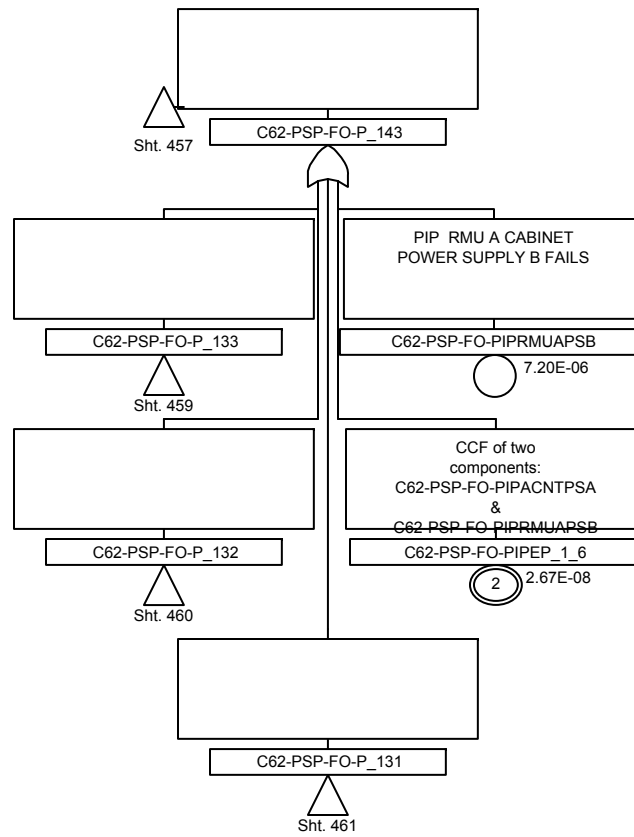 C62-PSP-FO-P_143
Sht. 457
PIP RMU A CABINET
POWER SUPPLY B FAILS
C62-PSP-FO-P_133
C62-PSP-FO-PIPRMUAPSB
7.20E-06
Sht. 459
CCF of two
components:
C62-PSP-FO-PIPACNTPSA
&
C62-PSP-FO-PIPRMUAPSB
C62-PSP-FO-P_132
C62-PSP-FO-PIPEP_1_6
2
2.67E-08
Sht. 460
C62-PSP-FO-P_131
Sht. 461